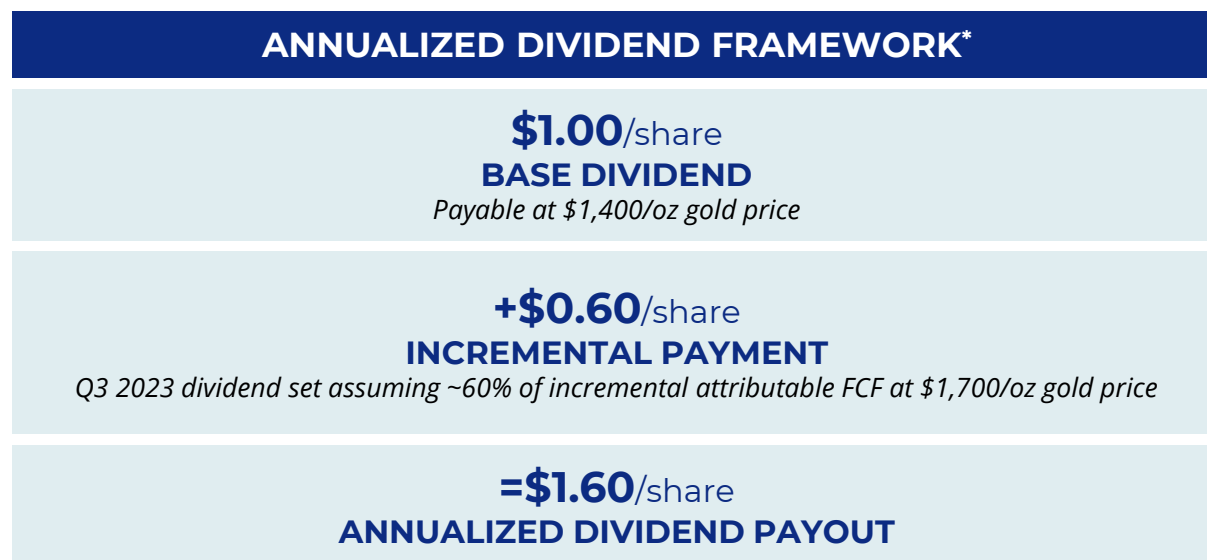 ANNUALIZED DIVIDEND FRAMEWORK*
$1.00/share
BASE DIVIDEND
Payable at $1,400/oz gold price
+$0.60/share
INCREMENTAL PAYMENT
Q3 2023 dividend set assuming ~60% of incremental attributable FCF at $1,700/oz gold price
=$1.60/share
ANNUALIZED DIVIDEND PAYOUT